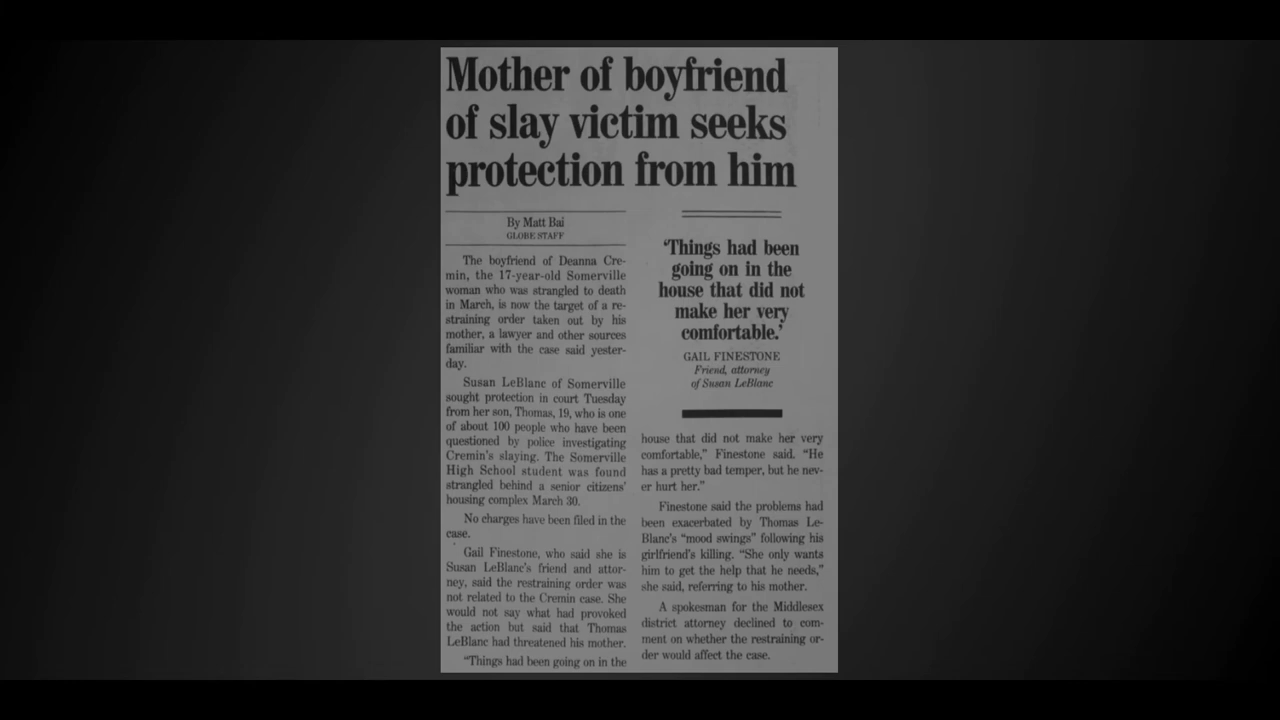 Mother of boyfriend
of slay victim seeks
protection from him
By Matt Bai
GLOBE STAFF
The boyfriend of Deanna Cre-
min, the 17-year-old Somerville
woman who was strangled to death
in March, is now the target of a re-
straining order taken out by his
mother, a lawyer and other sources
familiar with the case said yester-
day.
Susan LeBlanc of Somerville
sought protection in court Tuesday
from her son, Thomas, 19, who is one
of about 100 people who have been
questioned by police investigating
Cremin's slaying. The Somerville
High School student was found
strangled behind a senior citizens'
housing complex March 30.
No charges have been filed in the
case.
Gail Finestone, who said she is
Susan LeBlanc's friend and attor-
ney, said the restraining order was
not related to the Cremin case. She
would not say what had provoked
the action but said that Thomas
LeBlanc had threatened his mother.
"Things had been going on in the
'Things had been
going on in the
house that did not
make her very
comfortable.'
GAIL FINESTONE
Friend, attorney
of Susan LeBlanc
house that did not make her very
comfortable," Finestone said. "He
has a pretty bad temper, but he nev-
er hurt her."
Finestone said the problems had
been exacerbated by Thomas Le-
Blanc's "mood swings" following his
girlfriend's killing. "She only wants
him to get the help that he needs,"
she said, referring to his mother.
A spokesman for the Middlesex
district attorney declined to com-
ment on whether the restraining or-
der would affect the case.